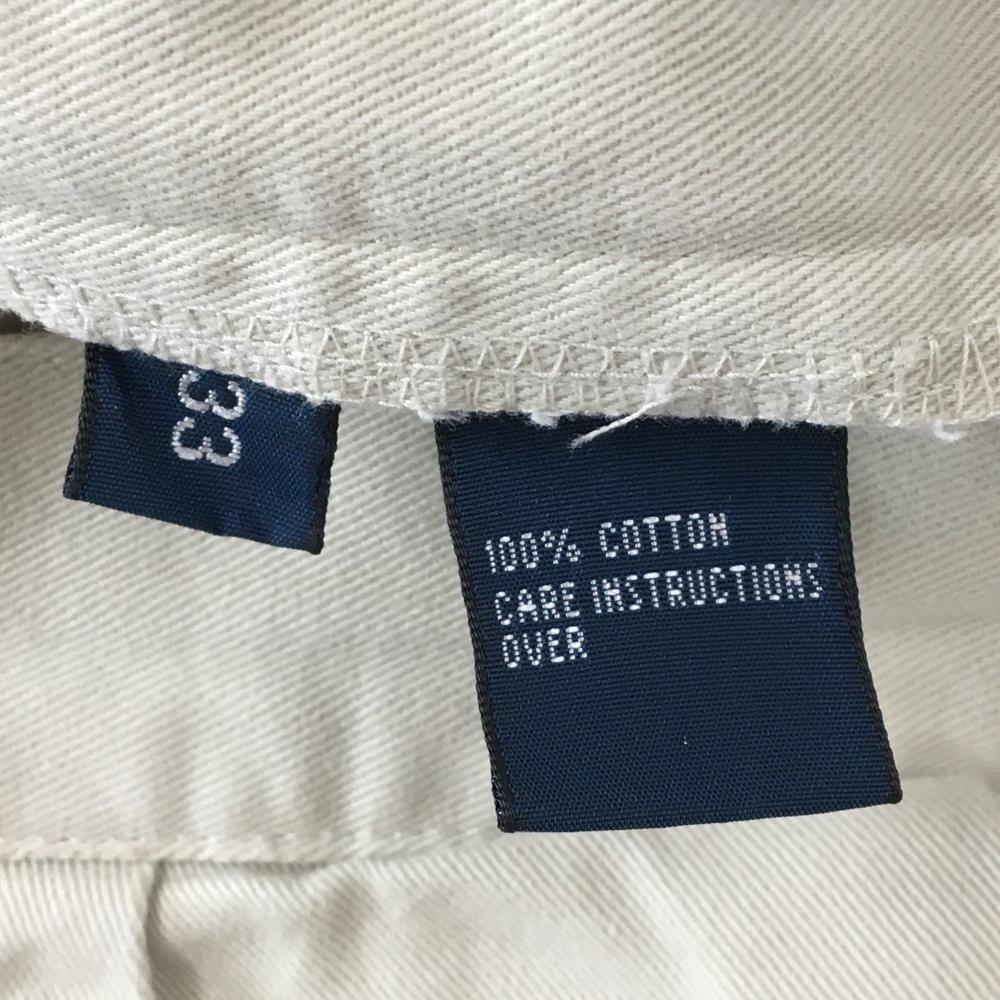 33
100% COTTON
CARE INSTRUCTIONS
OVER